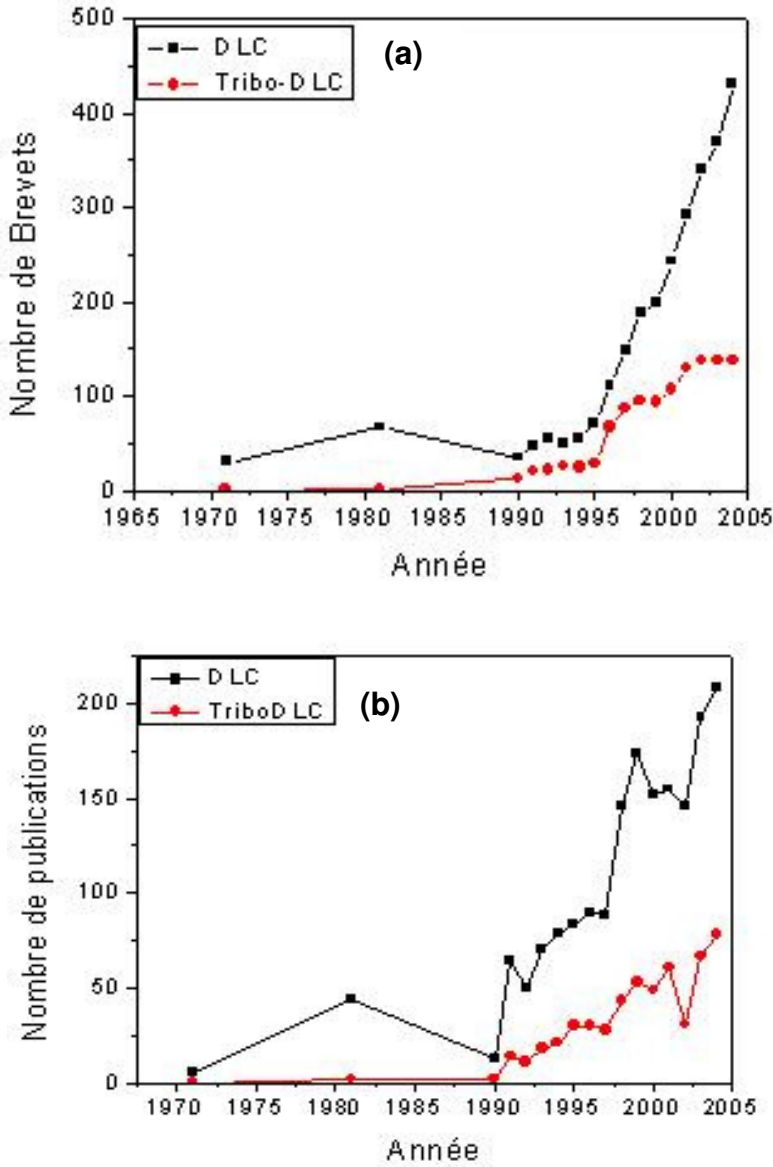 500
400
300
200
100
0
Nombre de Brevets
DLC
Tribo-DLC
(a)
1965 1970 1975 1980 1985 1990 1995 2000 2005
Année
200
150
100
50
0
Nombre de publications
DLC
TriboDLC
(b)
1970 1975 1980 1985 1990 1995 2000 2005
Année